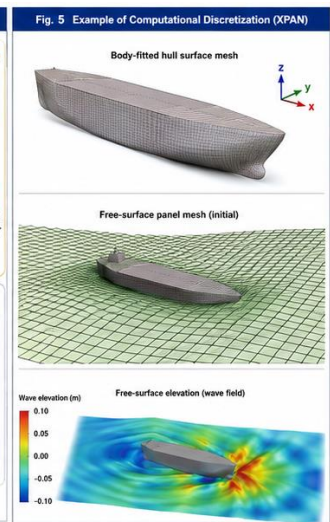 Fig. 5 Example of Computational Discretization (XPAN)
Body-fitted hull surface mesh
z
y
x
Free-surface panel mesh (initial)
Free-surface elevation (wave field)
Wave elevation (m)
0.10
0.05
0.00
-0.05
-0.10